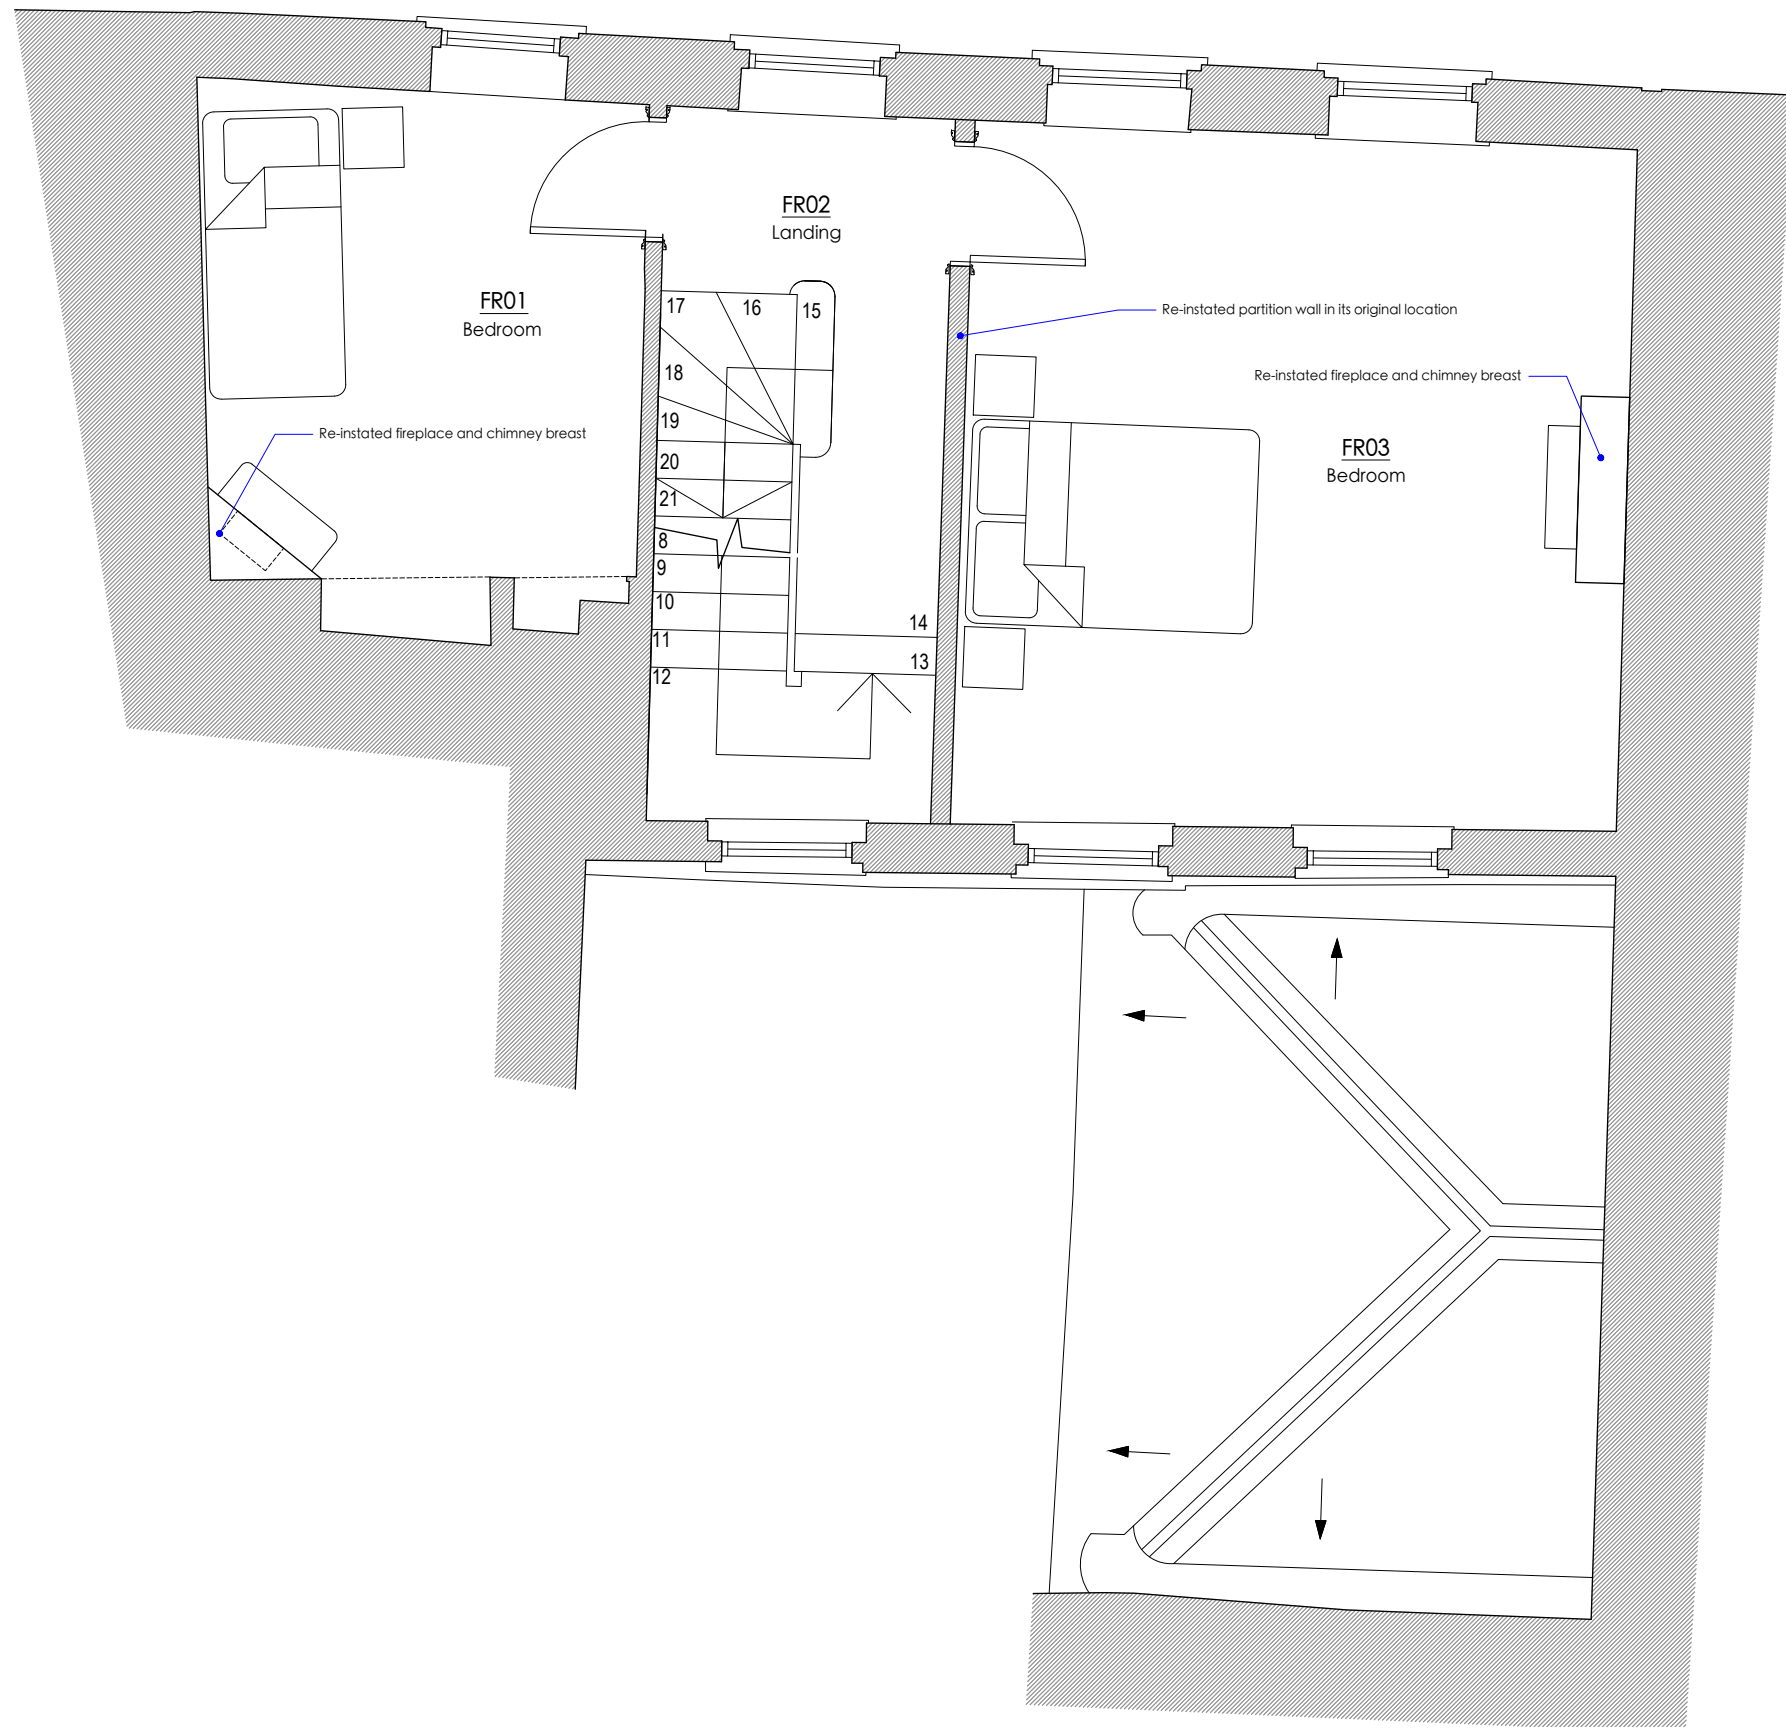 FR02
Landing
FR01
Bedroom
17
16
15
Re-instated partition wall in its original location
18
Re-instated fireplace and chimney breast
19
Re-instated fireplace and chimney breast
FR03
Bedroom
20
21
8
9
10
14
11
13
12